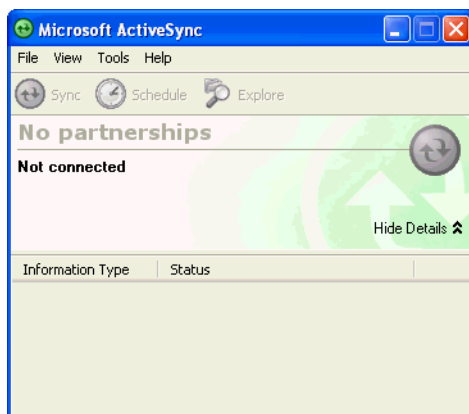 Microsoft ActiveSync
File View Tools Help
Sync Schedule Explore
No partnerships
Not connected
Hide Details
Information Type Status